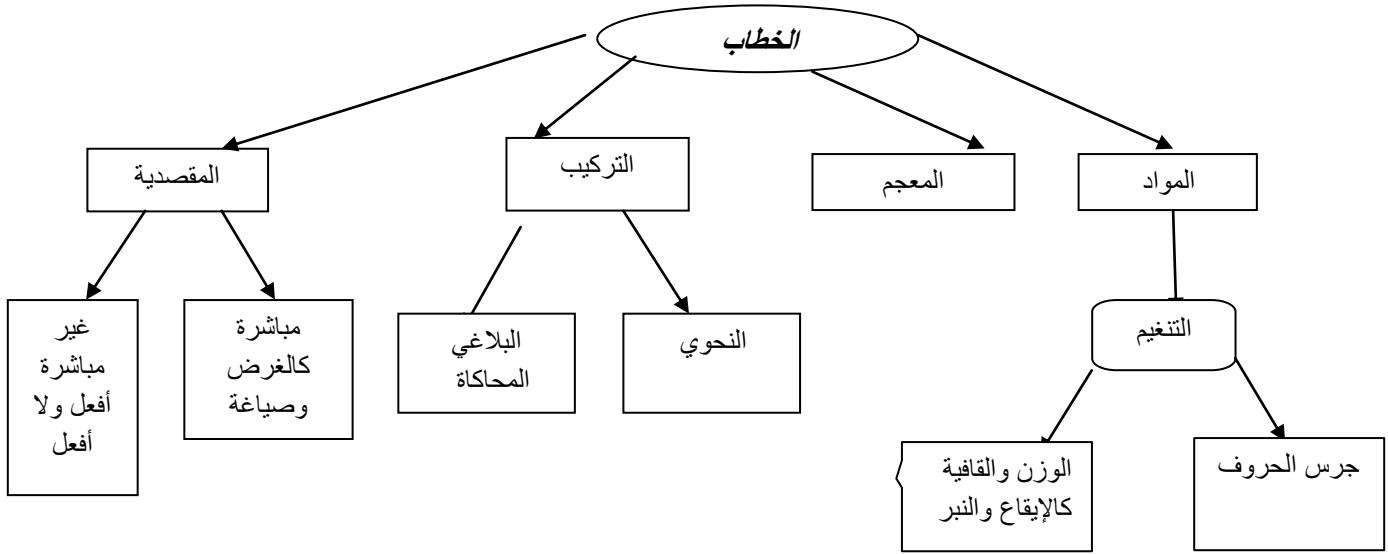 الخطاب
المواد
المعجم
التركيب
المقصدية
التنغيم
جرس الحروف
الوزن والقافية
كالإيقاع والنبر
النحوي
البلاغي
المحاكاة
مباشرة
كالغرض
وصياغة
غير
مباشرة
أفعل ولا
أفعل